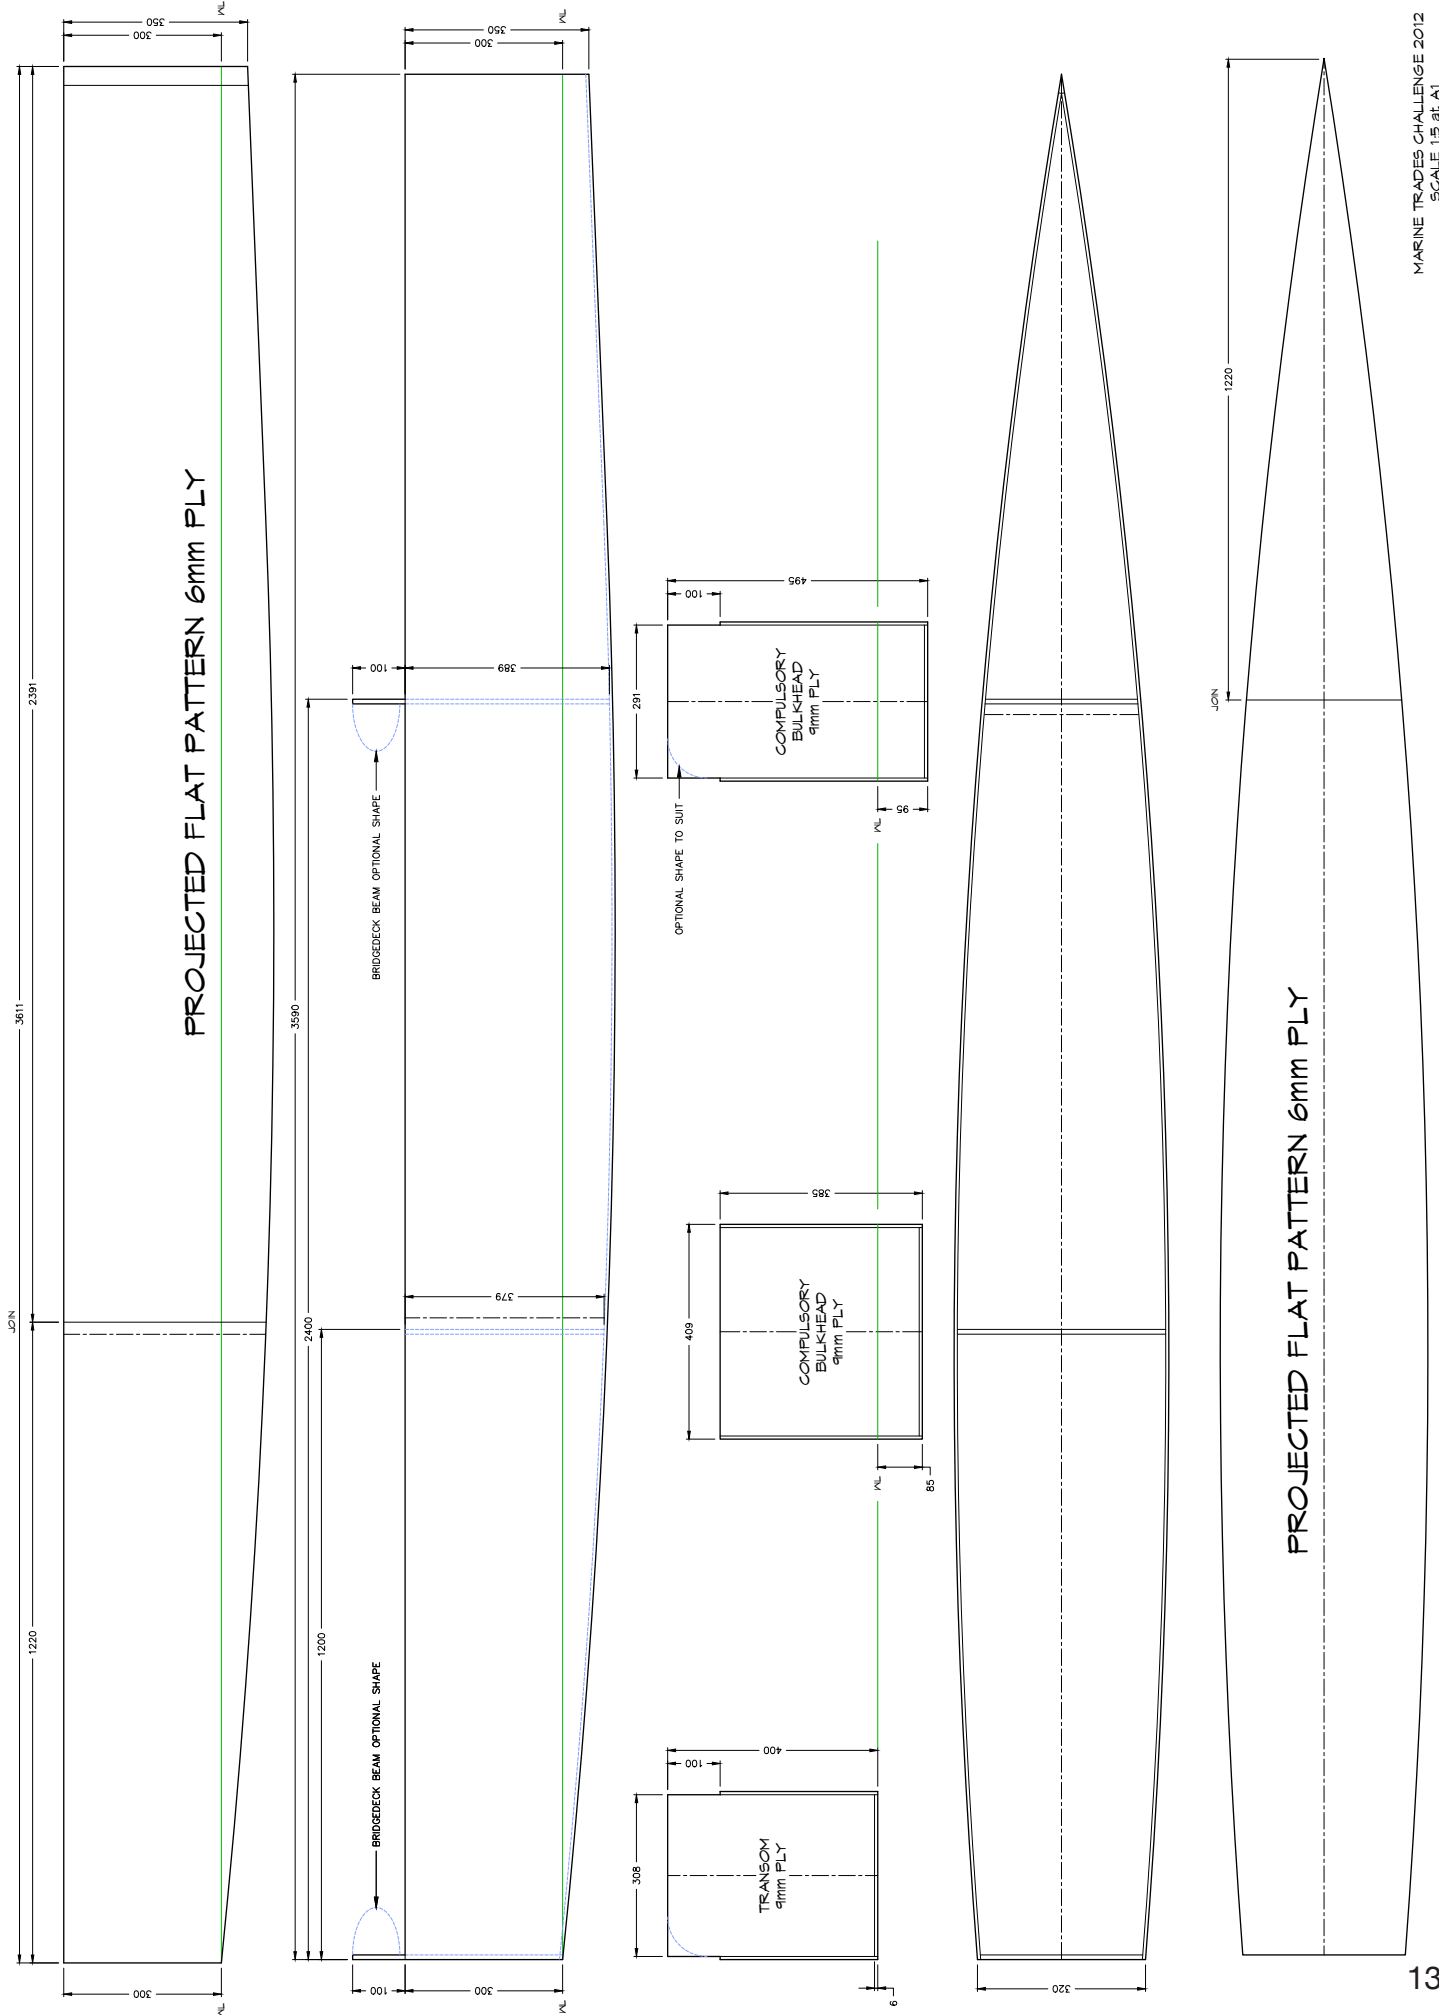 MARINE TRADES CHALLENGE 2012
SCALE 1:5 at A1
350
300
WL
3611
2391
1220
JOIN
PROJECTED FLAT PATTERN 6mm PLY
300
WL
350
300
WL
3590
2400
1200
100
389
379
BRIDGEDECK BEAM OPTIONAL SHAPE
BRIDGEDECK BEAM OPTIONAL SHAPE
100
300
WL
495
100
291
COMPULSORY
BULKHEAD
9mm PLY
OPTIONAL SHAPE TO SUIT
95
WL
385
409
COMPULSORY
BULKHEAD
9mm PLY
WL
85
400
100
308
TRANSOM
9mm PLY
6
320
1220
JOIN
PROJECTED FLAT PATTERN 6mm PLY
13